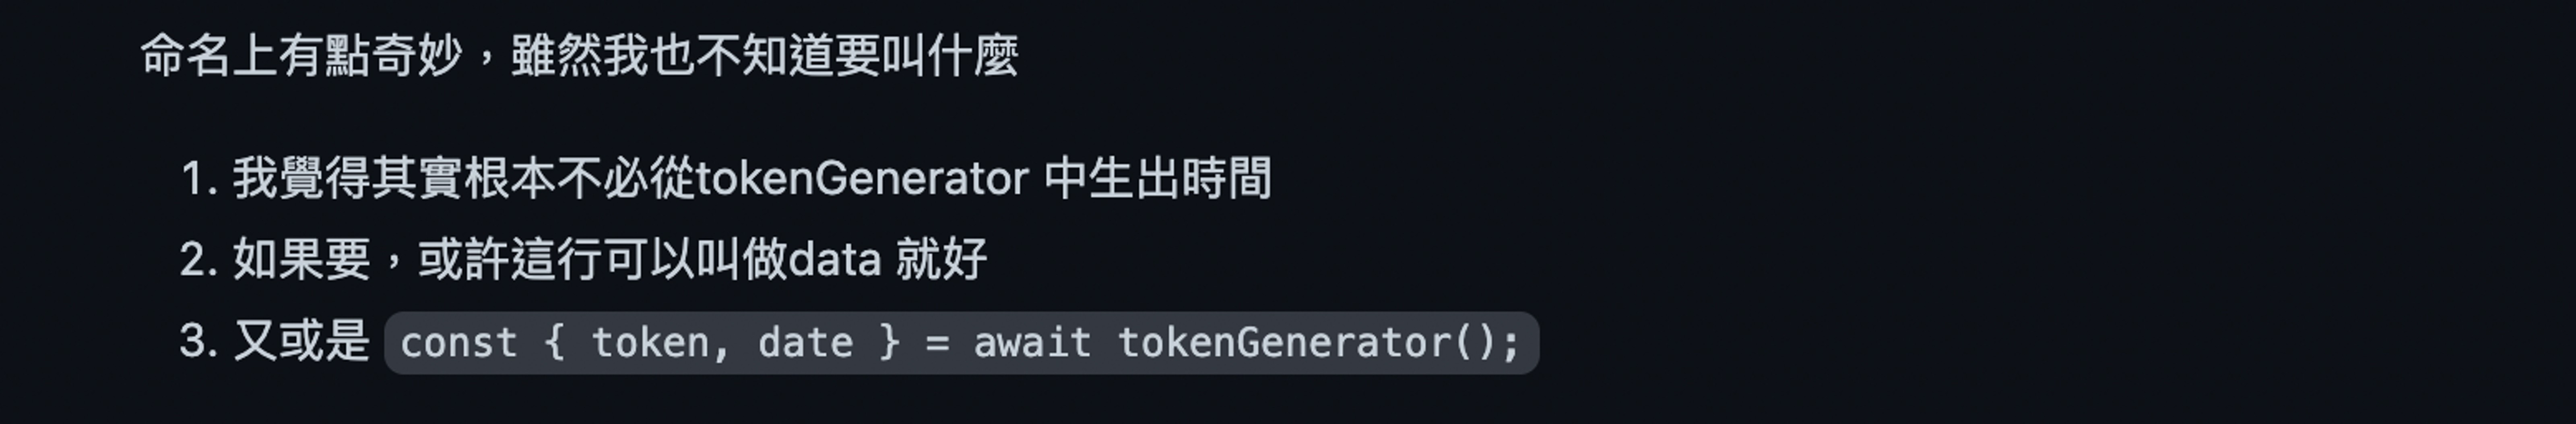 命名上有點奇妙，雖然我也不知道要叫什麼
1. 我覺得其實根本不必從tokenGenerator 中生出時間
2. 如果要，或許這行可以叫做data 就好
3. 又或是 const { token, date } = await tokenGenerator();